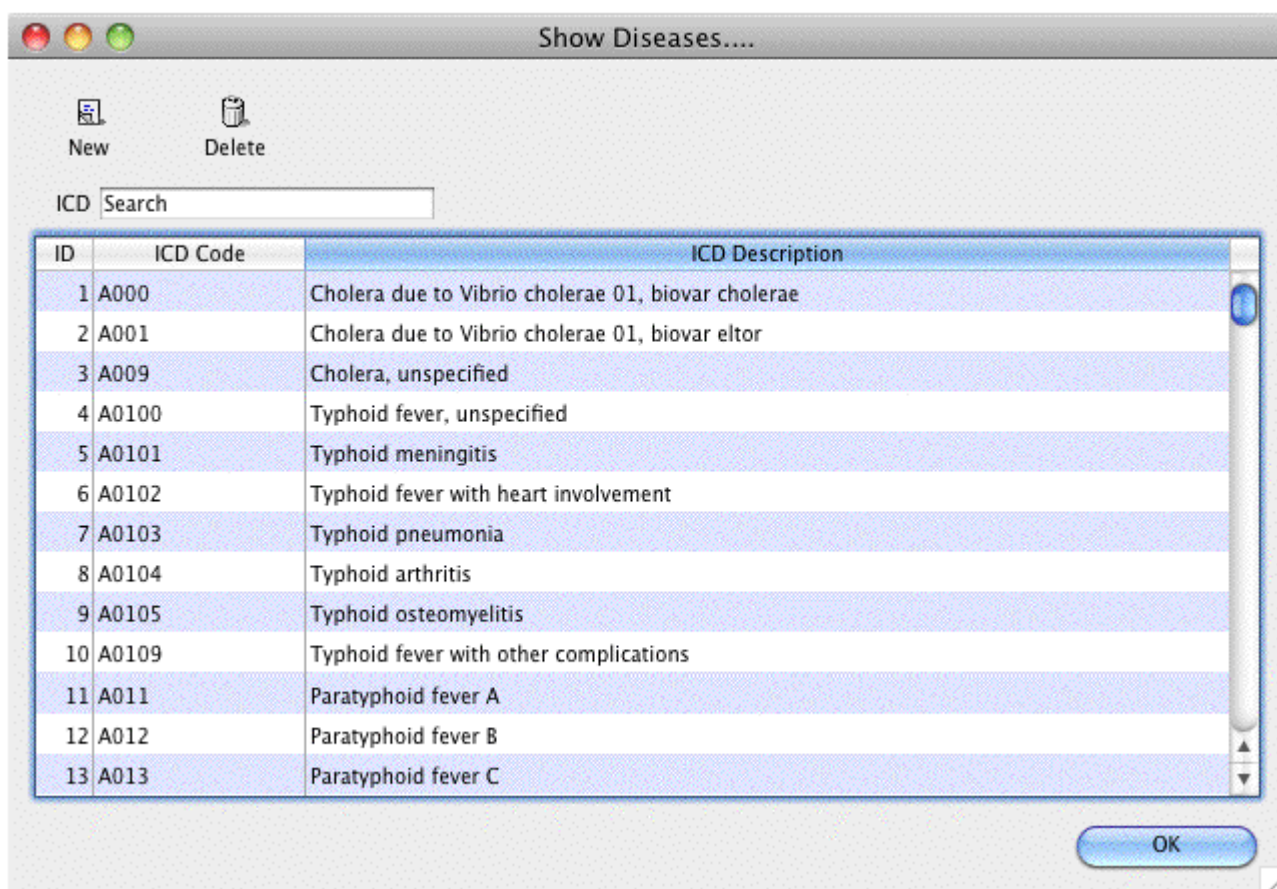 Show Diseases....
New Delete
ICD Search
ID ICD Code ICD Description
1 A000 Cholera due to Vibrio cholerae 01, biovar cholerae
2 A001 Cholera due to Vibrio cholerae 01, biovar eltor
3 A009 Cholera, unspecified
4 A0100 Typhoid fever, unspecified
5 A0101 Typhoid meningitis
6 A0102 Typhoid fever with heart involvement
7 A0103 Typhoid pneumonia
8 A0104 Typhoid arthritis
9 A0105 Typhoid osteomyelitis
10 A0109 Typhoid fever with other complications
11 A011 Paratyphoid fever A
12 A012 Paratyphoid fever B
13 A013 Paratyphoid fever C
OK